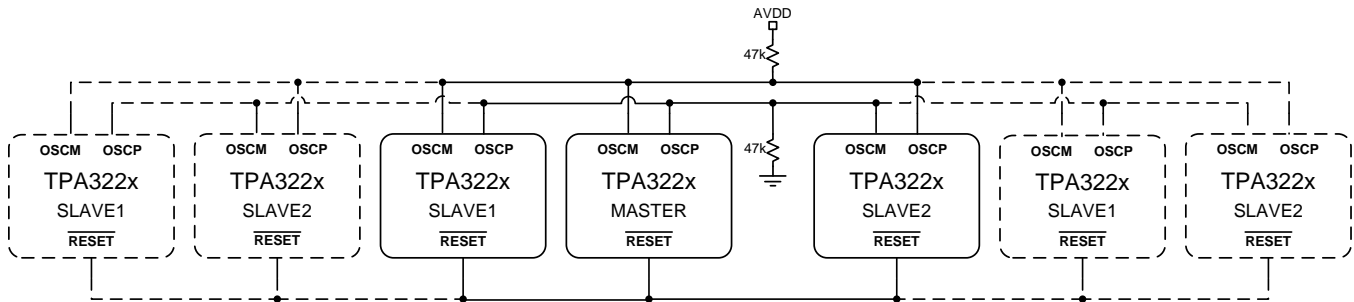 AVDD
47k
47k
OSCM OSCP
TPA322x
SLAVE1
RESET
OSCM OSCP
TPA322x
SLAVE2
RESET
OSCM OSCP
TPA322x
SLAVE1
RESET
OSCM OSCP
TPA322x
MASTER
RESET
OSCM OSCP
TPA322x
SLAVE2
RESET
OSCM OSCP
TPA322x
SLAVE1
RESET
OSCM OSCP
TPA322x
SLAVE2
RESET